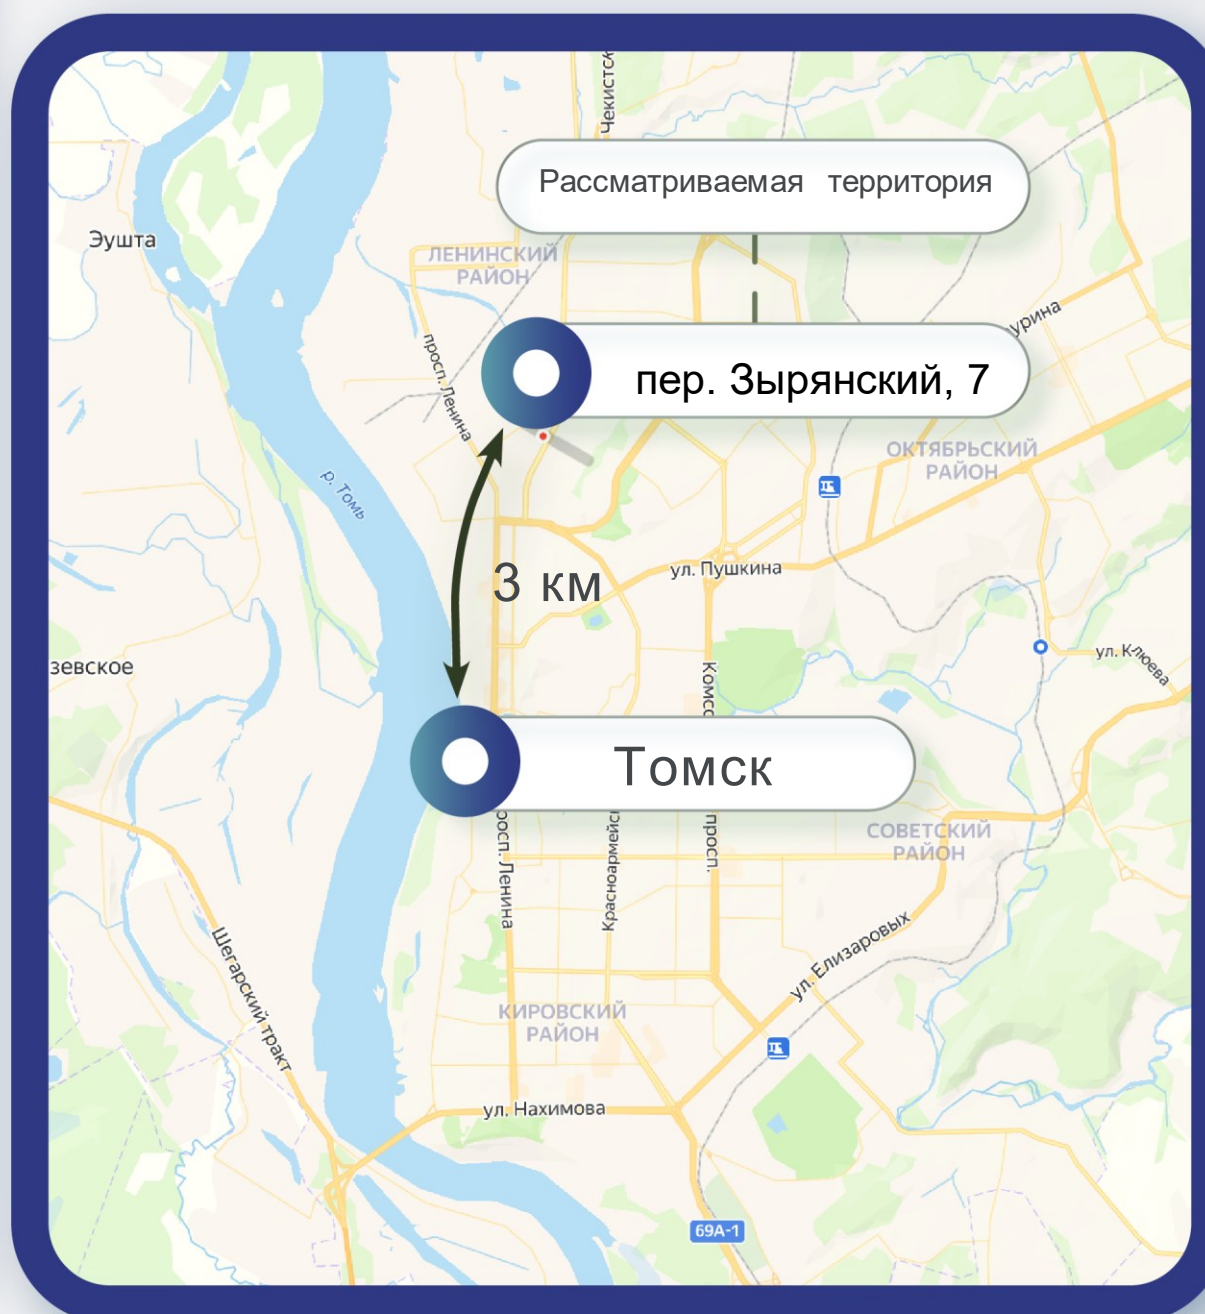 Чекистск
Рассматриваемая территория
Эушта
ЛЕНИНСКИЙ
РАЙОН
урина
просп. Ленина
пер. Зырянский, 7
ОКТЯБРЬСКИЙ
РАЙОН
р. Томь
3 км
ул. Пушкина
зевское
ул. Клюева
Комсо
Томск
росп. Ленина
Красноармейс
просп.
СОВЕТСКИЙ
РАЙОН
Шегарский тракт
ул. Елизаровых
КИРОВСКИЙ
РАЙОН
ул. Нахимова
69А-1